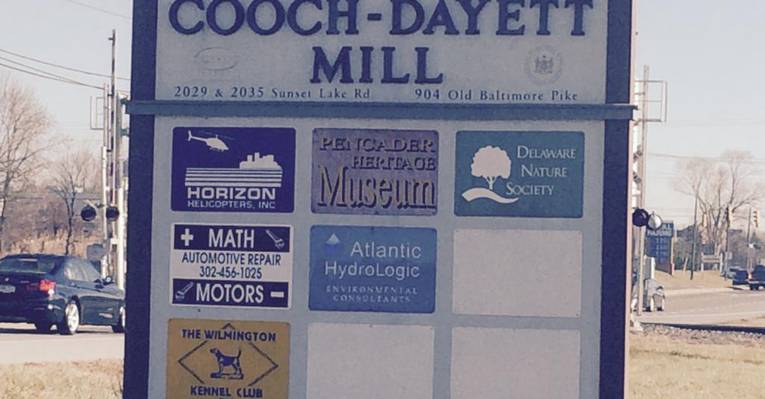 COOCH-DAYETT
MILL
2029 & 2035 Sunset Lake Rd
904 Old Baltimore Pike
HORIZON
HELICOPTERS, INC
PENCADER
HERITAGE
Museum
DELAWARE
NATURE
SOCIETY
+ MATH
AUTOMOTIVE REPAIR
302-456-1025
MOTORS -
Atlantic
HydroLogic
ENVIRONMENTAL
CONSULTANTS
THE WILMINGTON
KENNEL CLUB